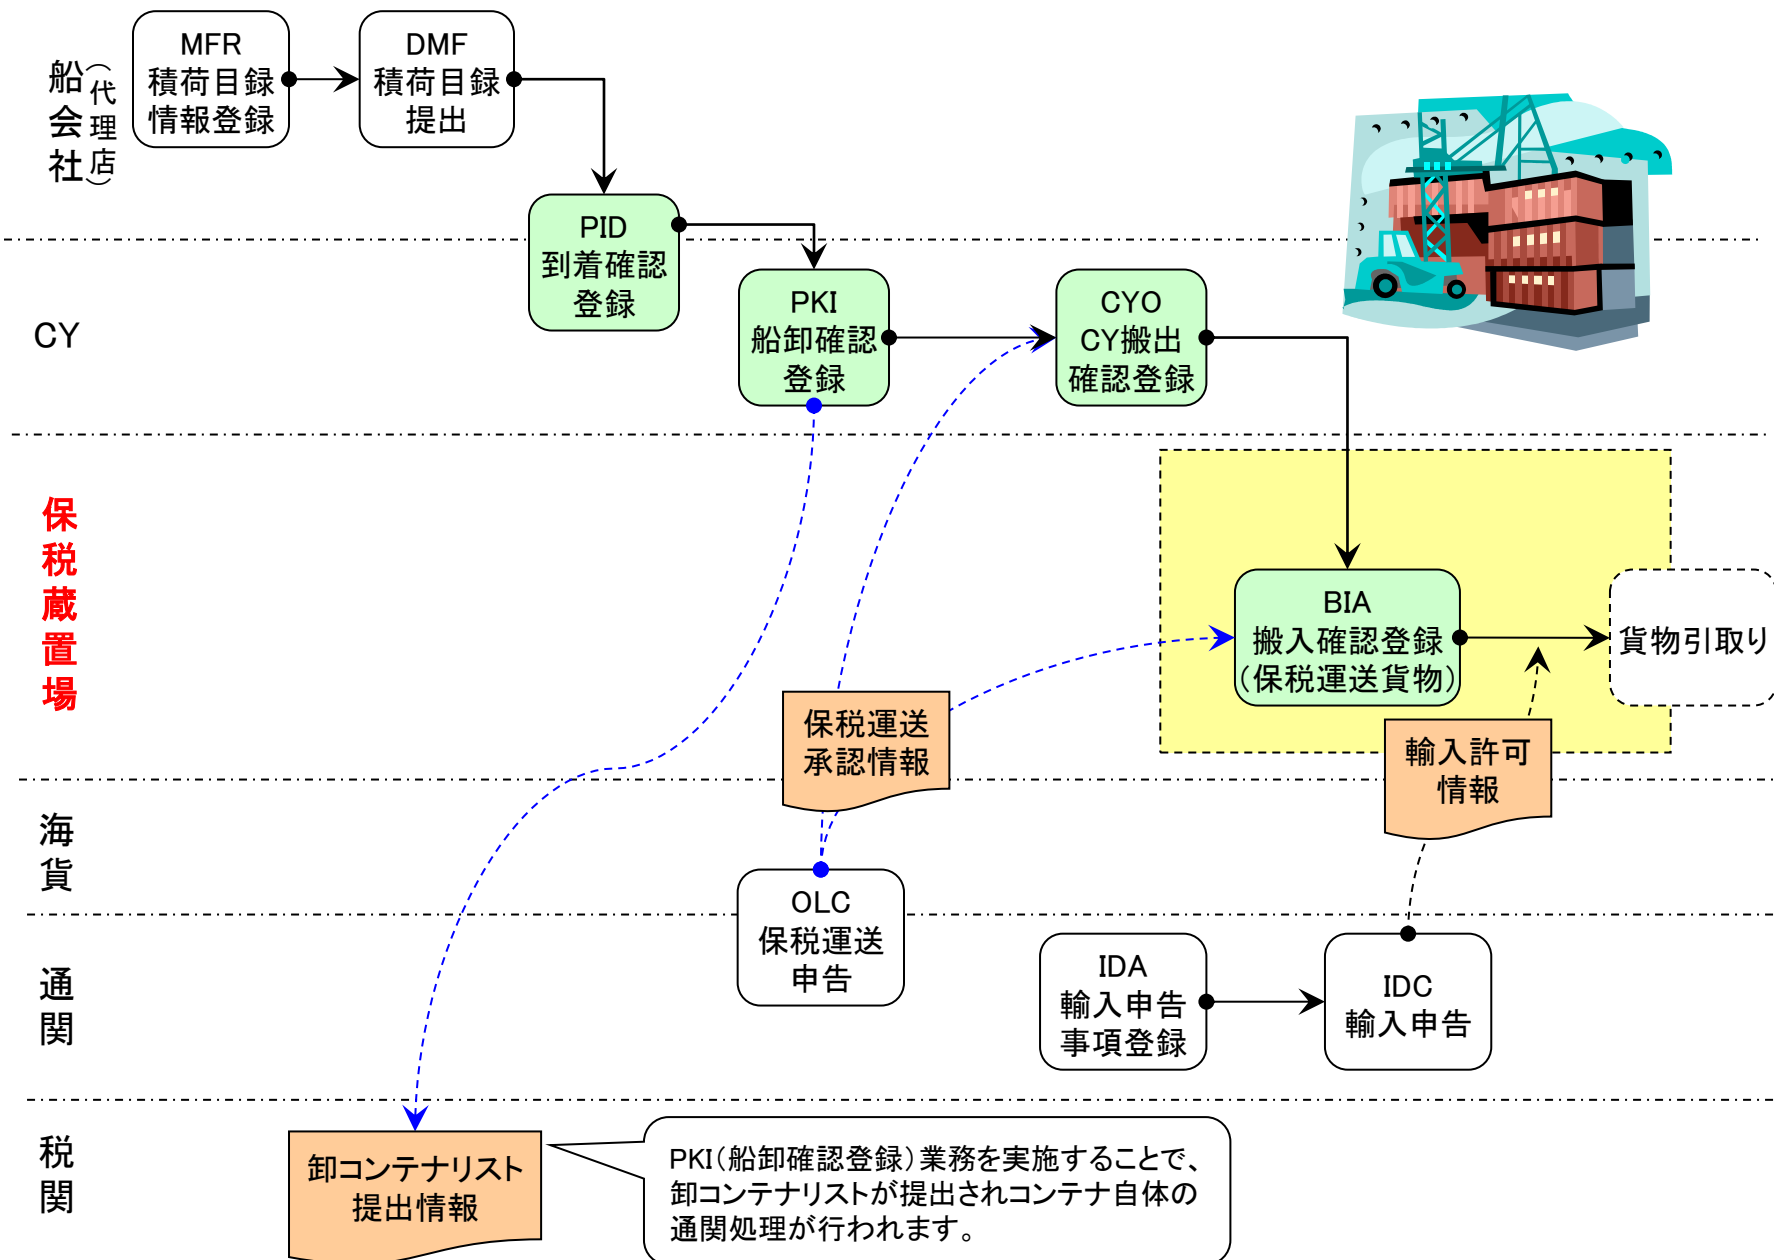 船会社
（代理店）
MFR
積荷目録
情報登録
DMF
積荷目録
提出
PID
到着確認
登録
CY
PKI
船卸確認
登録
CYO
CY搬出
確認登録
保税蔵置場
BIA
搬入確認登録
（保税運送貨物）
貨物引取り
保税運送
承認情報
輸入許可
情報
海貨
OLC
保税運送
申告
通関
IDA
輸入申告
事項登録
IDC
輸入申告
税関
卸コンテナリスト
提出情報
PKI（船卸確認登録）業務を実施することで、
卸コンテナリストが提出されコンテナ自体の
通関処理が行われます。